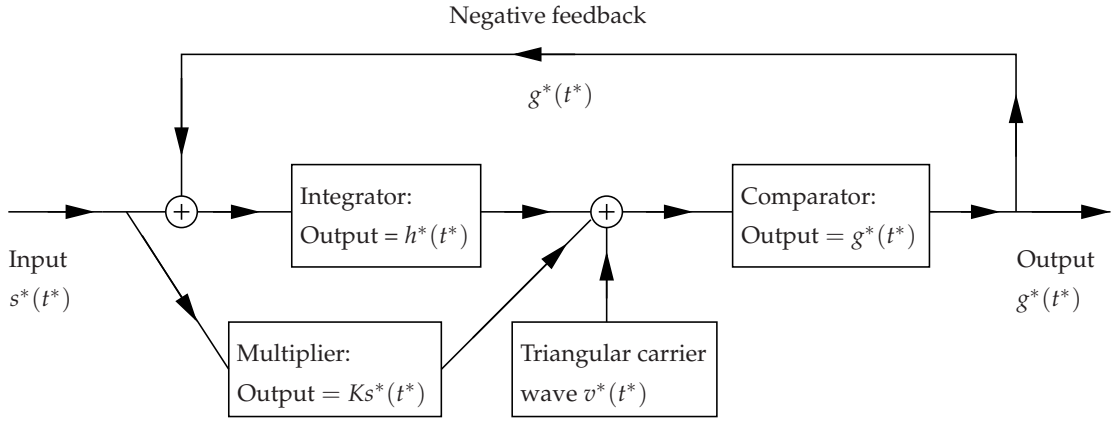 Negative feedback
g*(t*)
+
Integrator:
Output = h*(t*)
+
Comparator:
Output = g*(t*)
Input
s*(t*)
Output
g*(t*)
Multiplier:
Output = Ks*(t*)
Triangular carrier
wave v*(t*)